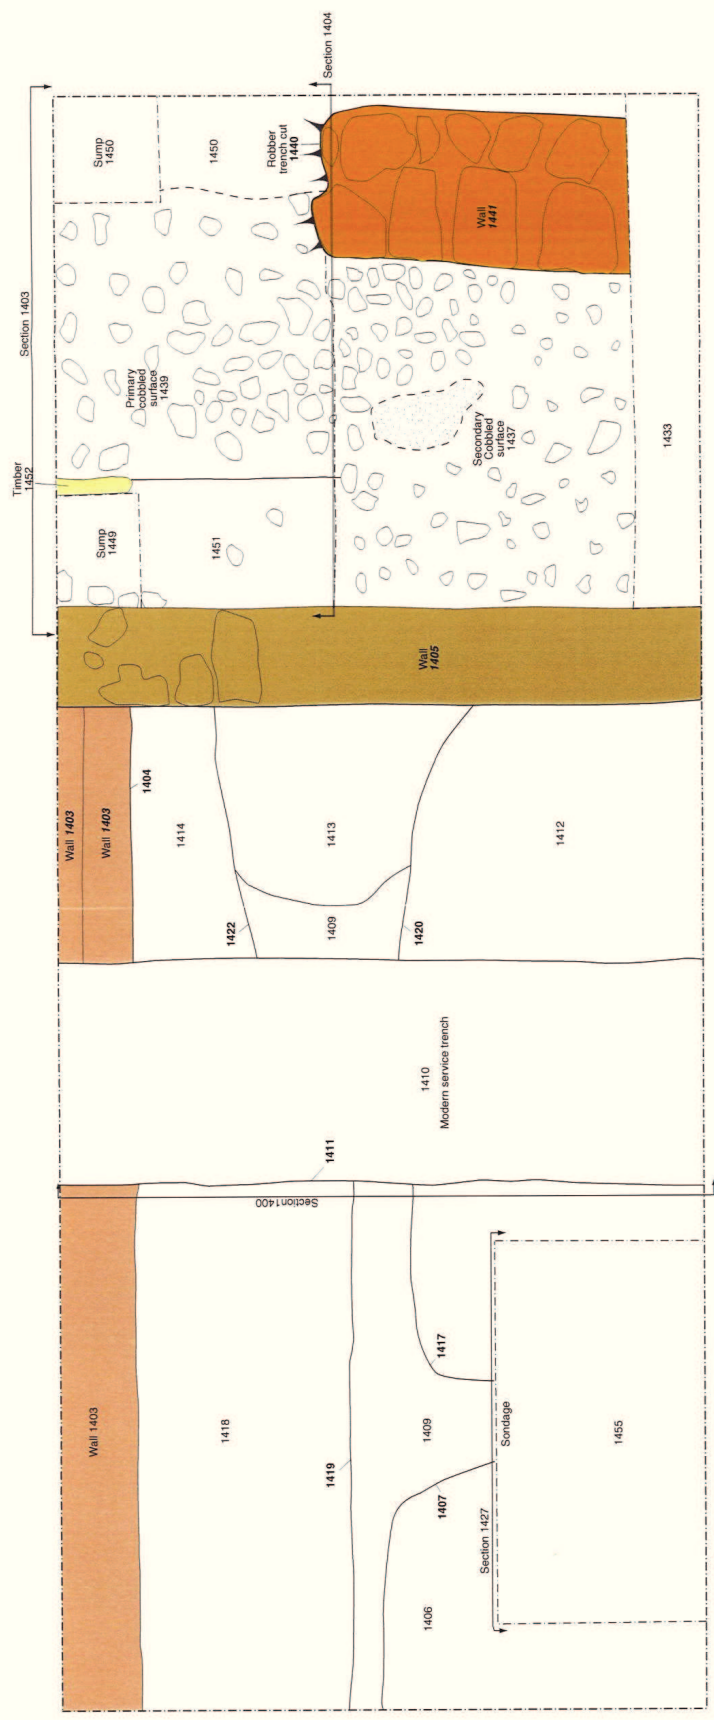 Section 1404
Section 1403
Sump
1450
1450
Robber
trench cut
1440
Wall
1441
Primary
cobbled
surface
1439
Secondary
Cobbled
surface
1437
1433
Timber
1452
Sump
1449
1451
Wall
1405
Wall 1403
Wall 1403
1404
1414
1413
1412
1422
1409
1420
1410
Modern service trench
1411
Section1400
Wall 1403
1418
1419
1417
1409
1407
1406
Section 1427
Sondage
1455